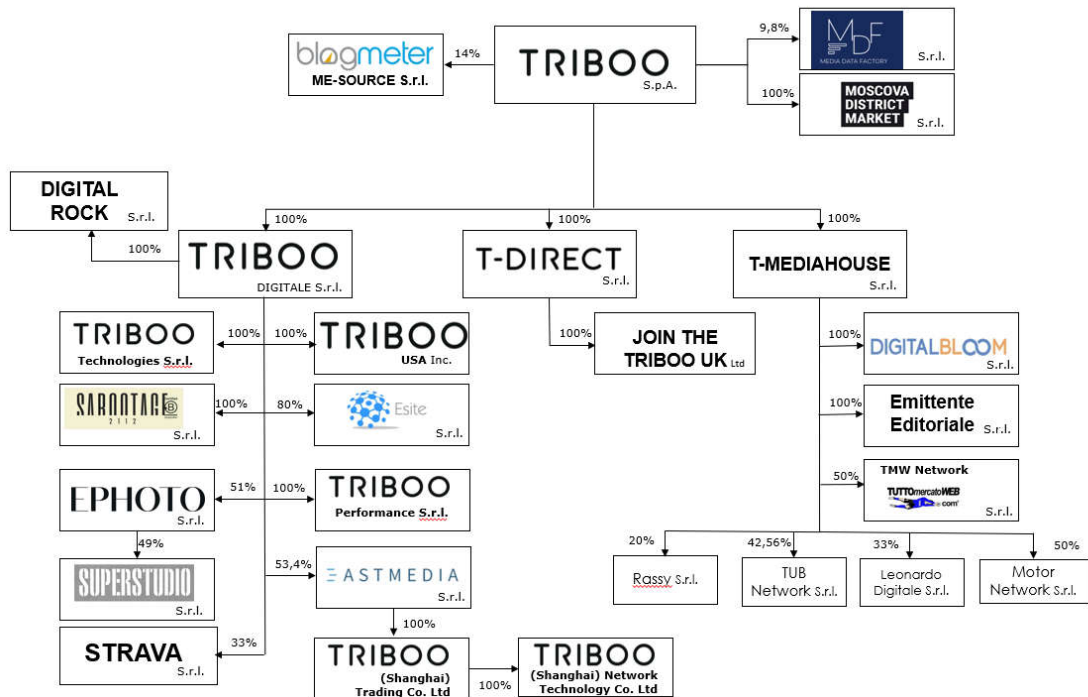 blogmeter
ME-SOURCE S.r.l.
14%
TRIBOO
S.p.A.
9,8%
MDF
MEDIA DATA FACTORY
S.r.l.
100%
MOSCOVA
DISTRICT
MARKET
S.r.l.
DIGITAL
ROCK S.r.l.
100%
100%
TRIBOO
DIGITALE S.r.l.
100%
T-DIRECT
S.r.l.
100%
T-MEDIAHOUSE
S.r.l.
TRIBOO
Technologies S.r.l.
100%
100%
TRIBOO
USA Inc.
100%
JOIN THE
TRIBOO UK Ltd
100%
DIGITALBLOOM
S.r.l.
SABOOTAGE
2112
S.r.l.
100%
80%
Esite
S.r.l.
100%
Emittente
Editoriale S.r.l.
EPHOTO
S.r.l.
51%
100%
TRIBOO
Performance S.r.l.
50%
TMW Network
TUTTOmercatoWEB
.com
S.r.l.
49%
SUPERSTUDIO
S.r.l.
53,4%
EASTMEDIA
S.r.l.
20%
Rassy S.r.l.
42,56%
TUB
Network S.r.l.
33%
Leonardo
Digitale S.r.l.
50%
Motor
Network S.r.l.
STRAVA
S.r.l.
33%
100%
TRIBOO
(Shanghai)
Trading Co. Ltd
100%
TRIBOO
(Shanghai) Network
Technology Co. Ltd